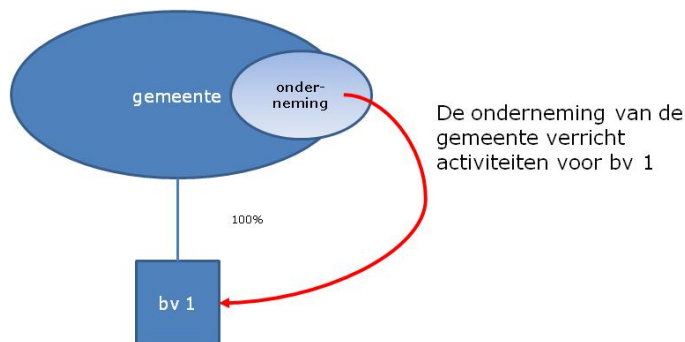 gemeente
onder-
neming
De onderneming van de
gemeente verricht
activiteiten voor bv 1
100%
bv 1